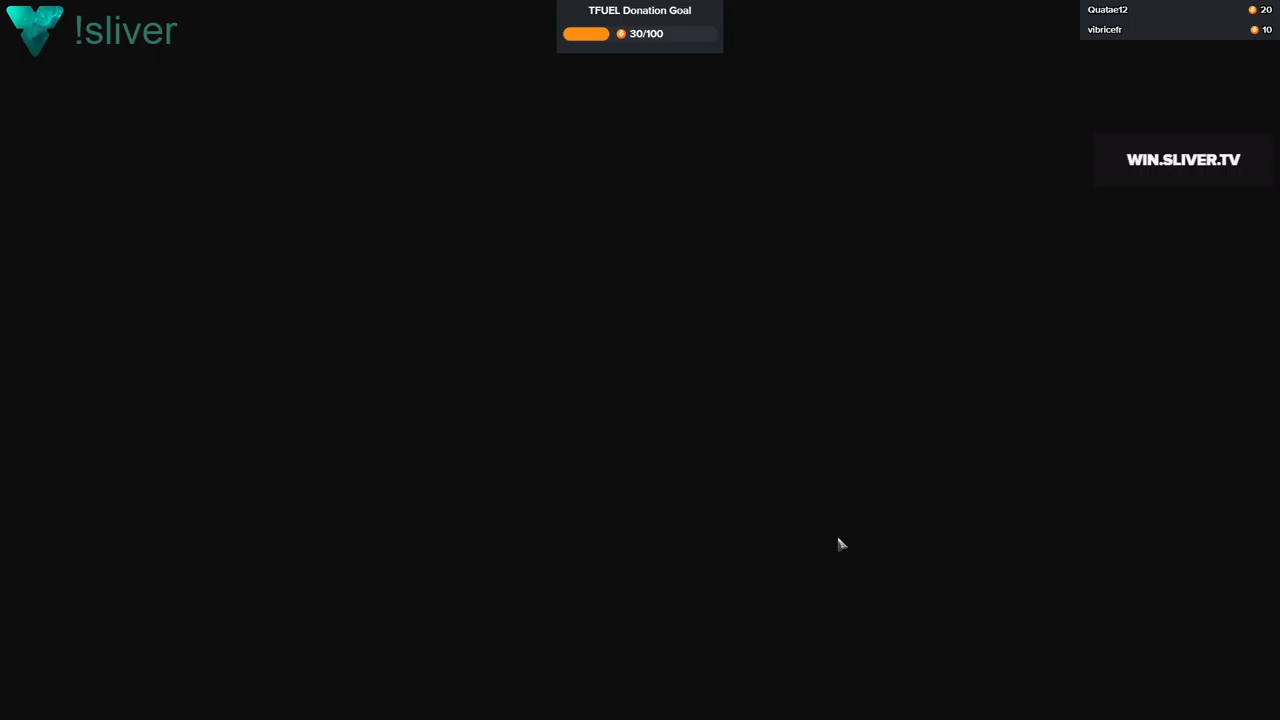 !sliver
TFUEL Donation Goal
30/100
Quatae12 20
vibricefr 10
WIN.SLIVER.TV